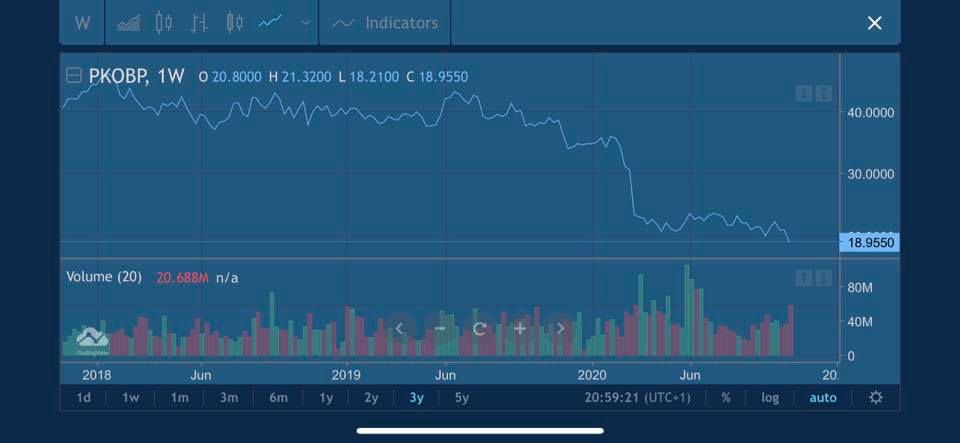 W Indicators
PKOBP, 1W O 20.8000 H 21.3200 L 18.2100 C 18.9550
40.0000
30.0000
18.9550
Volume (20) 20.688M n/a
80M
40M
0
TradingView
2018 Jun 2019 Jun 2020 Jun 20
1d 1w 1m 3m 6m 1y 2y 3y 5y 20:59:21 (UTC+1) % log auto